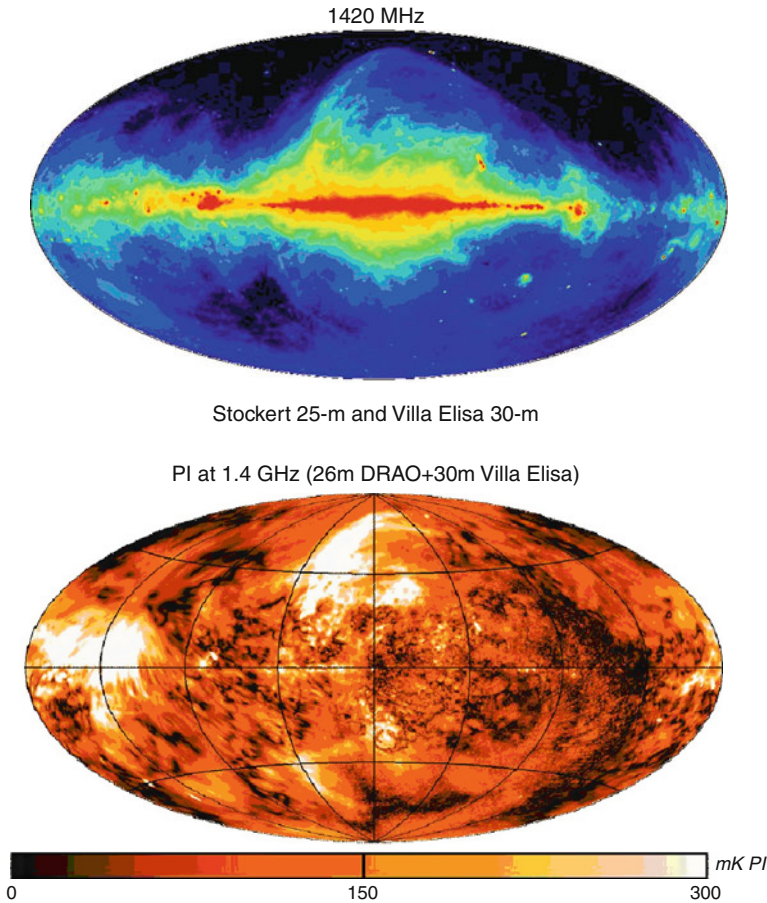 1420 MHz
Stockert 25-m and Villa Elisa 30-m
PI at 1.4 GHz (26m DRAO+30m Villa Elisa)
mK PI
0 150 300